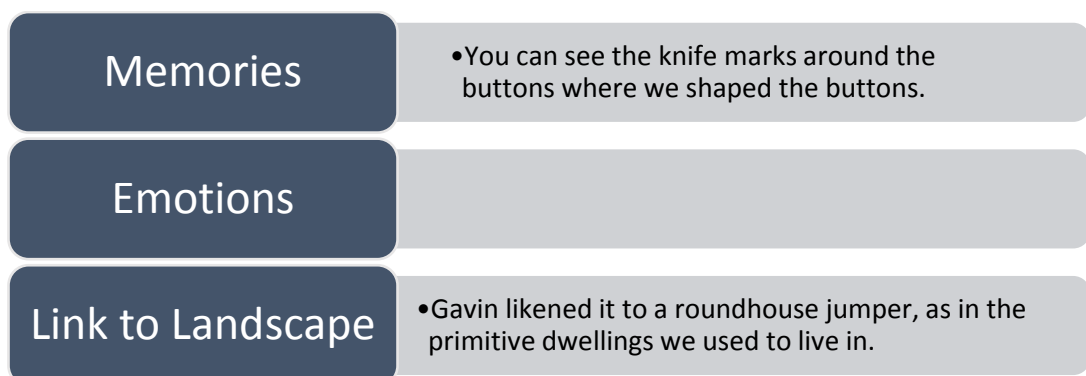 Memories
•You can see the knife marks around the
buttons where we shaped the buttons.
Emotions
Link to Landscape
•Gavin likened it to a roundhouse jumper, as in the
primitive dwellings we used to live in.